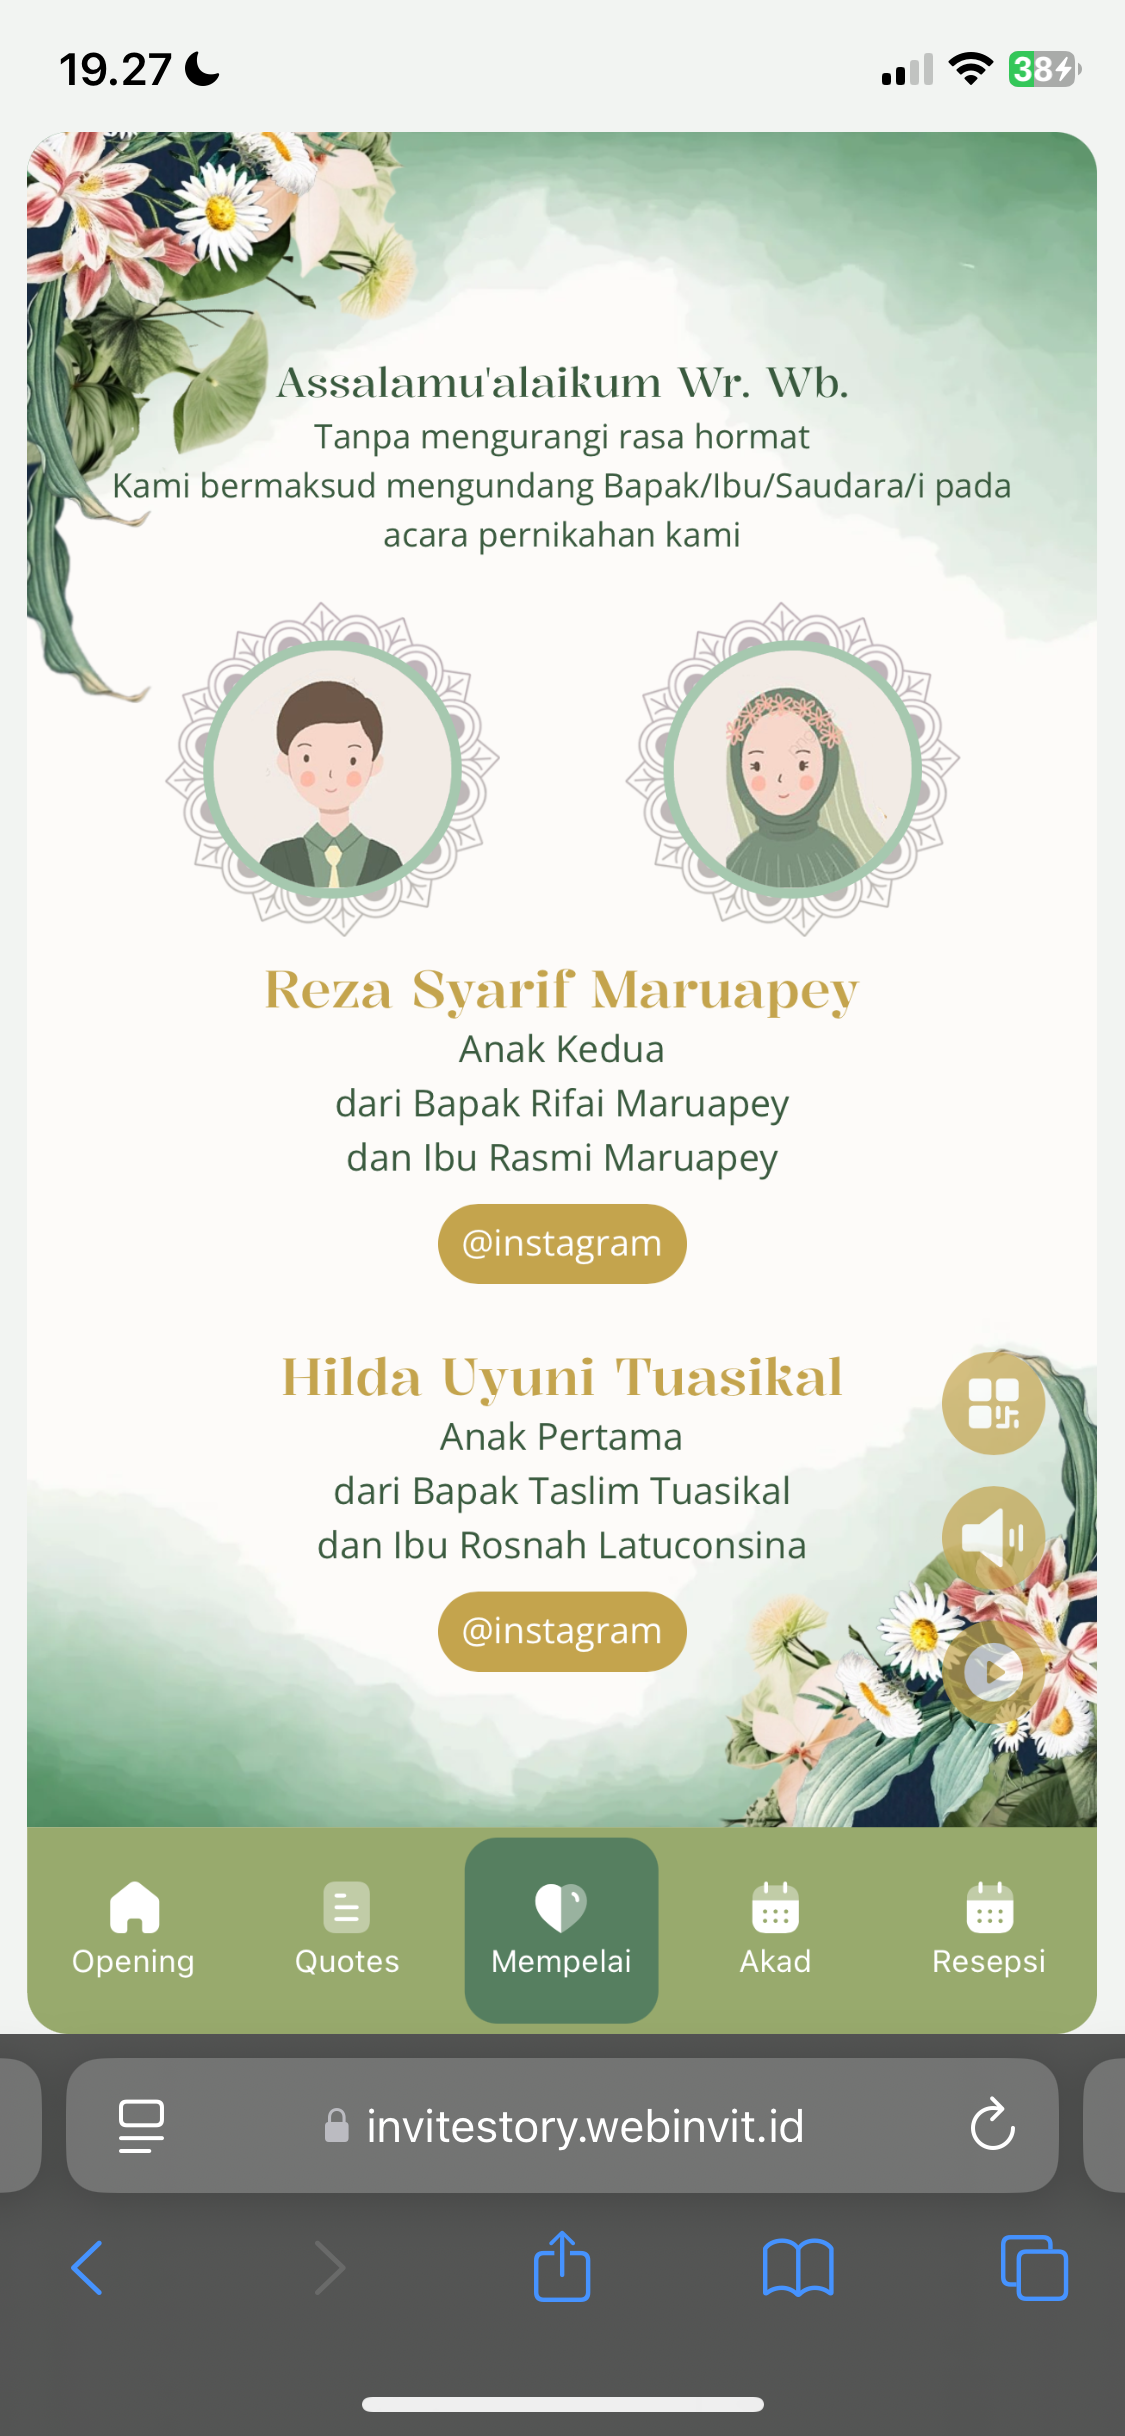 19.27
38
Assalamu'alaikum Wr. Wb.
Tanpa mengurangi rasa hormat
Kami bermaksud mengundang Bapak/Ibu/Saudara/i pada
acara pernikahan kami
Reza Syarif Maruapey
Anak Kedua
dari Bapak Rifai Maruapey
dan Ibu Rasmi Maruapey
@instagram
Hilda Uyuni Tuasikal
Anak Pertama
dari Bapak Taslim Tuasikal
dan Ibu Rosnah Latuconsina
@instagram
Opening Quotes Mempelai Akad Resepsi
invitestory.webinvit.id